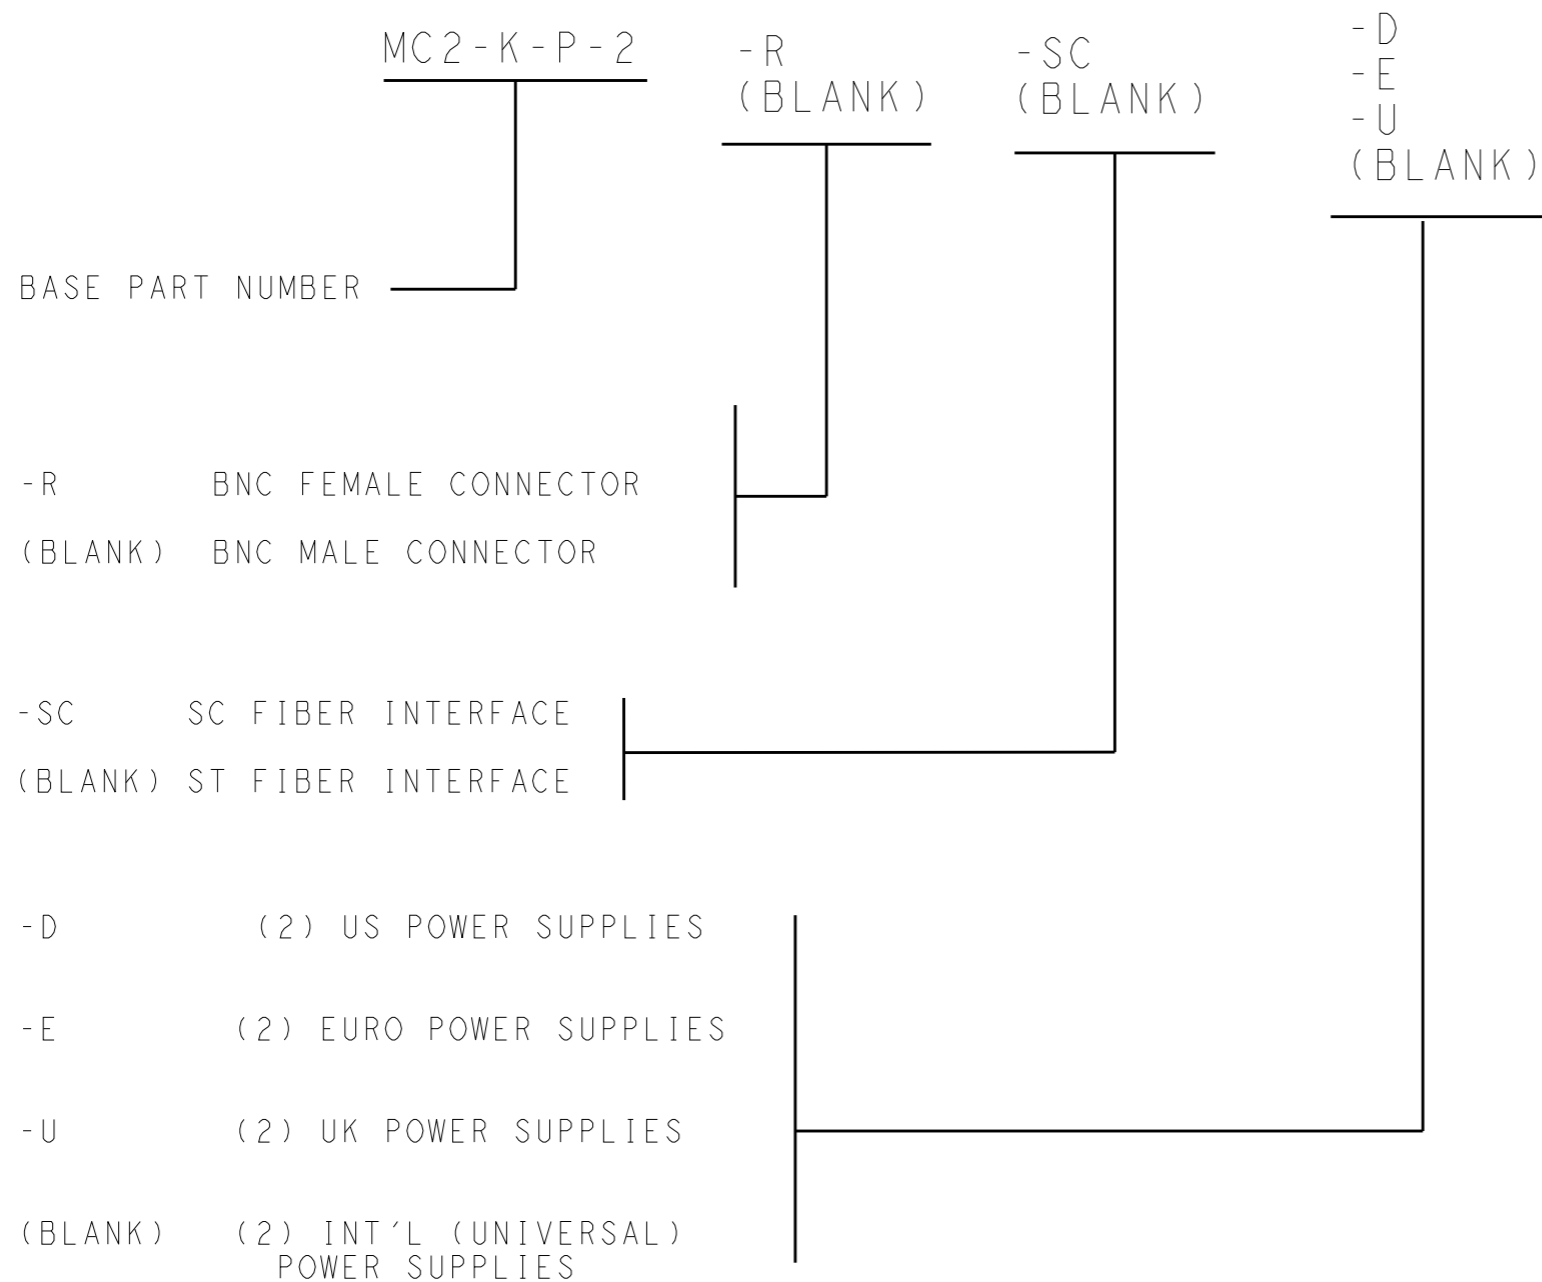 MC2-K-P-2
-R
(BLANK)
-SC
(BLANK)
-D
-E
-U
(BLANK)
BASE PART NUMBER
-R BNC FEMALE CONNECTOR
(BLANK) BNC MALE CONNECTOR
-SC SC FIBER INTERFACE
(BLANK) ST FIBER INTERFACE
-D (2) US POWER SUPPLIES
-E (2) EURO POWER SUPPLIES
-U (2) UK POWER SUPPLIES
(BLANK) (2) INT'L (UNIVERSAL)
POWER SUPPLIES